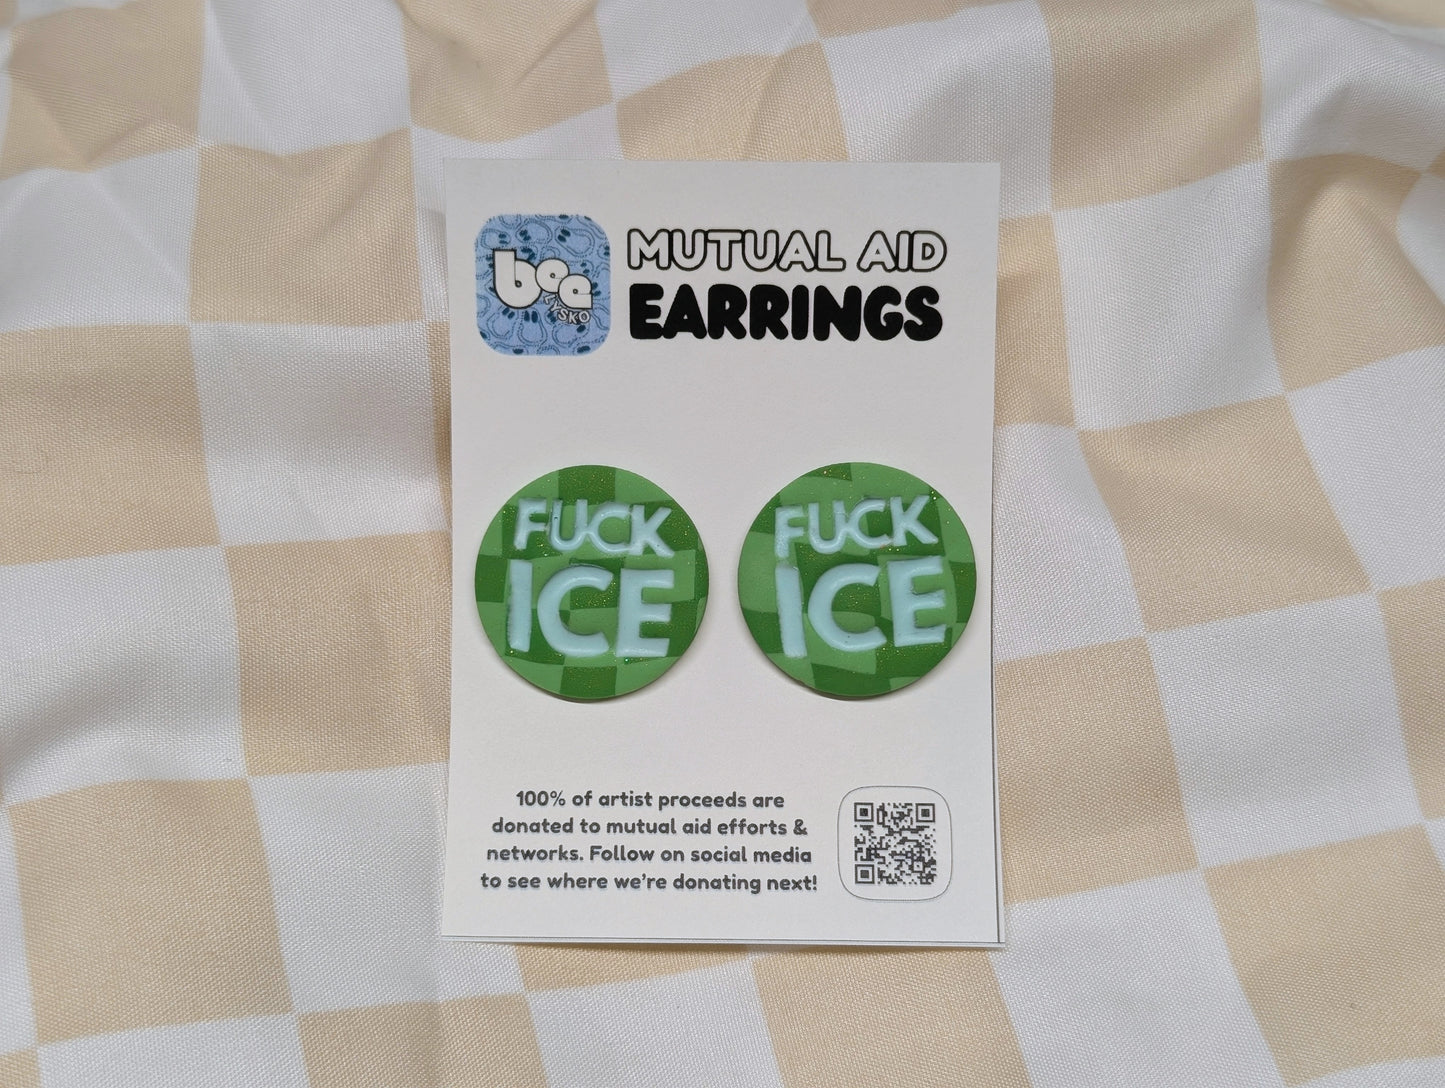 bee
KYSKO
MUTUAL AID
EARRINGS
FUCK
ICE
FUCK
ICE
100% of artist proceeds are
donated to mutual aid efforts &
networks. Follow on social media
to see where we're donating next!